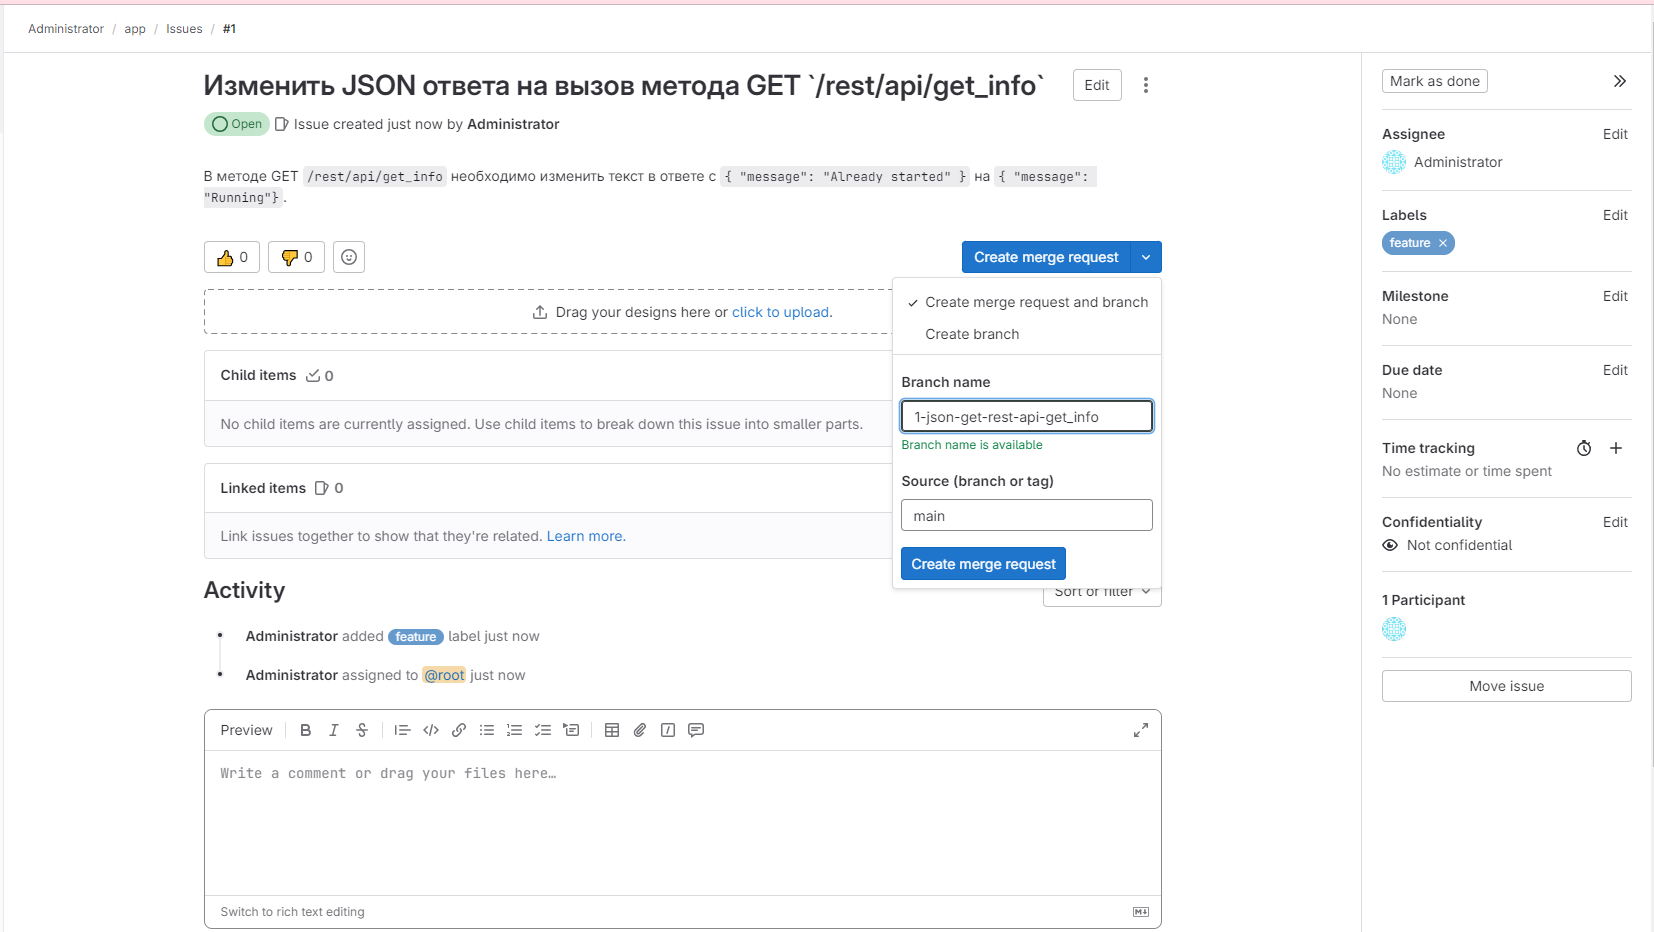 Administrator / app / Issues / #1
Изменить JSON ответа на вызов метода GET `/rest/api/get_info`
Edit
Open Issue created just now by Administrator
В методе GET /rest/api/get_info необходимо изменить текст в ответе с { "message": "Already started" } на { "message":
"Running"}.
0
0
Create merge request
Create merge request and branch
Create branch
Branch name
1-json-get-rest-api-get_info
Branch name is available
Source (branch or tag)
main
Create merge request
Drag your designs here or click to upload.
Child items 0
No child items are currently assigned. Use child items to break down this issue into smaller parts.
Linked items 0
Link issues together to show that they're related. Learn more.
Activity
Sort or filter
Administrator added feature label just now
Administrator assigned to @root just now
Preview
Write a comment or drag your files here…
Switch to rich text editing
Mark as done
Assignee Edit
Administrator
Labels Edit
feature
Milestone Edit
None
Due date Edit
None
Time tracking
No estimate or time spent
Confidentiality Edit
Not confidential
1 Participant
Move issue